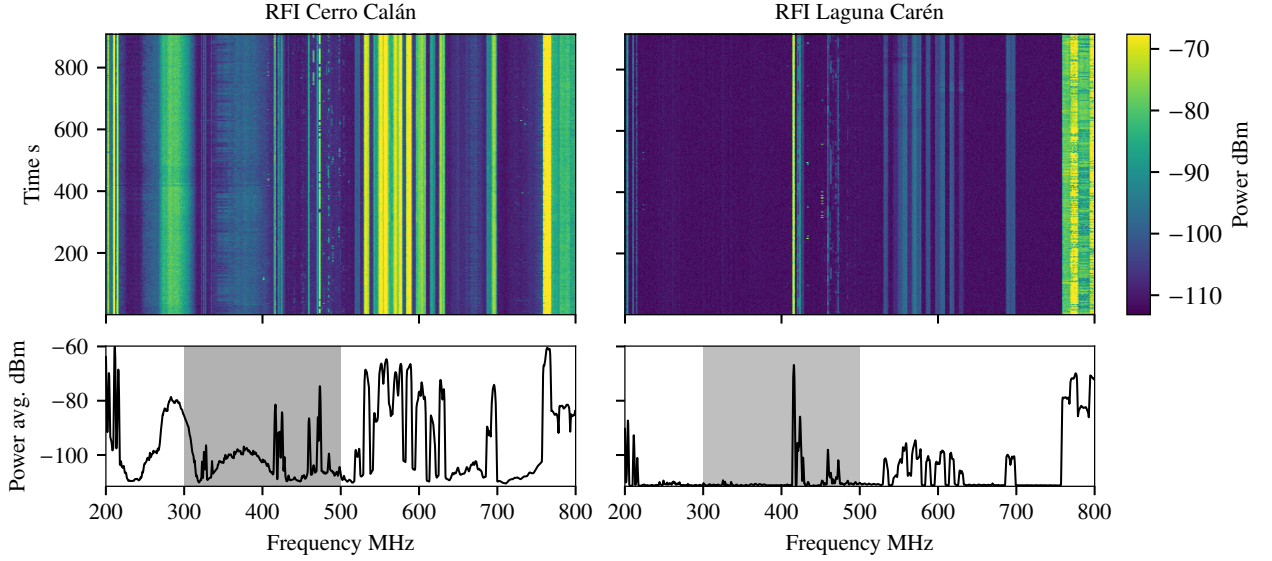 RFI Cerro Calán
RFI Laguna Carén
Time s
800
600
400
200
−70
−80
−90
−100
−110
Power dBm
Power avg. dBm
−60
−80
−100
200 300 400 500 600 700 800
200 300 400 500 600 700 800
Frequency MHz
Frequency MHz